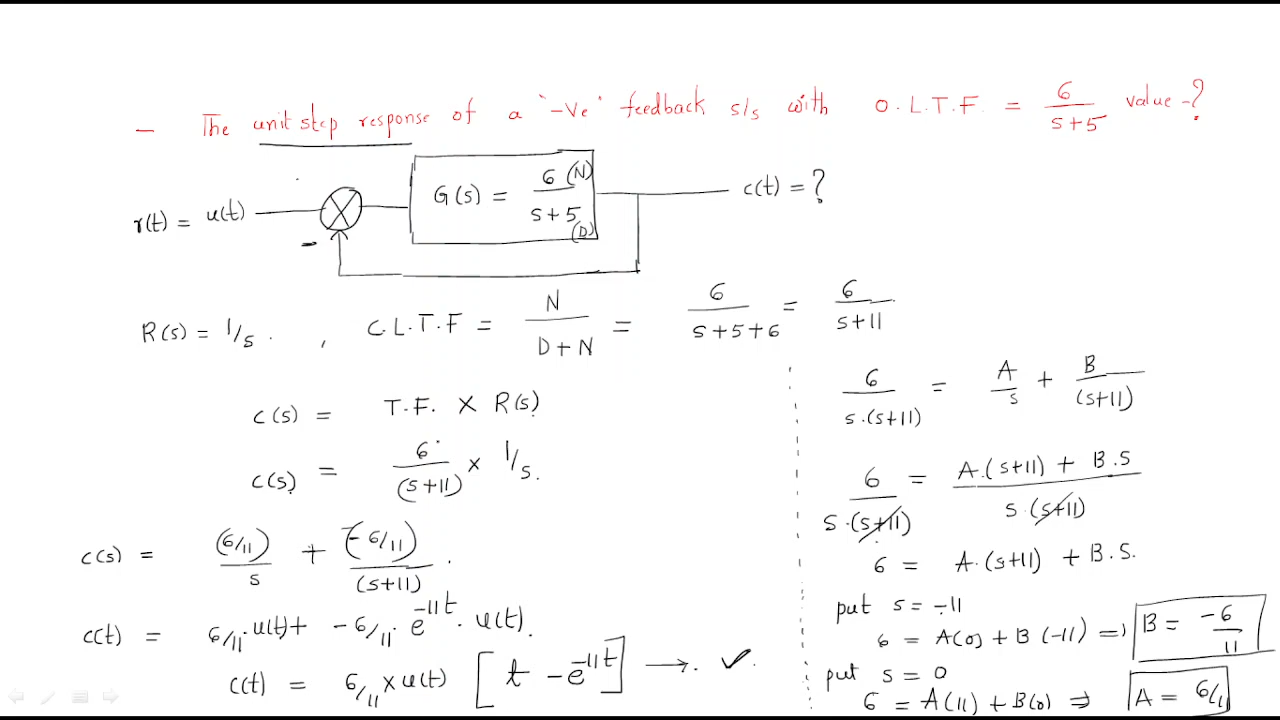 - The unit step response of a '-Ve' feedback s/s with O.L.T.F. = 6/(s+5) value-?
r(t) = u(t)
G(s) = 6 (N) / s+5 (D)
c(t) = ?
-
R(s) = 1/s. , C.L.T.F = N/(D+N) = 6/(s+5+6) = 6/(s+11)
c(s) = T.F. × R(s)
c(s) = 6/(s+11) × 1/s.
c(s) = (6/11)/s + (-6/11)/(s+11).
c(t) = 6/11.u(t)+ -6/11. e^-11t. u(t).
c(t) = 6/11 × u(t) [t - e^-11t] → . ✓.
6/s.(s+11) = A/s + B/(s+11)
6/s.(s+11) = A.(s+11) + B.s/s.(s+11)
6 = A.(s+11) + B.s.
put s = -11
6 = A(0) + B(-11) ⇒ B = -6/11
put s = 0
6 = A(11) + B(0) ⇒ A = 6/1